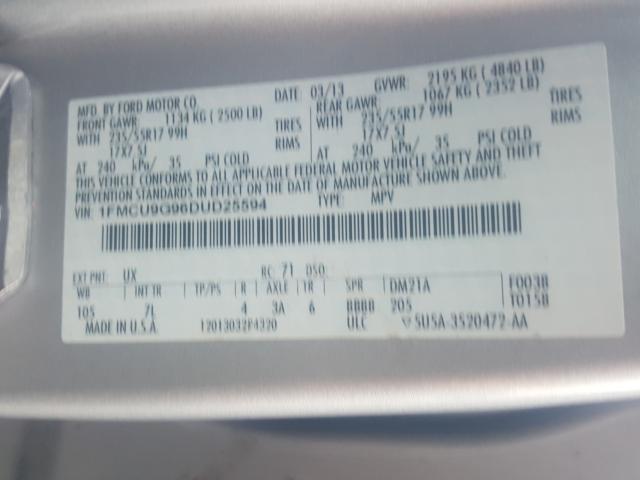 MFD. BY FORD MOTOR CO. DATE: 03/13 GVWR: 2195 KG ( 4840 LB)
FRONT GAWR: 1134 KG ( 2500 LB) REAR GAWR: 1067 KG ( 2352 LB)
WITH 235/55R17 99H TIRES WITH 235/55R17 99H TIRES
17X7.5J RIMS 17X7.5J RIMS
AT 240 kPa/ 35 PSI COLD AT 240 kPa/ 35 PSI COLD
THIS VEHICLE CONFORMS TO ALL APPLICABLE FEDERAL MOTOR VEHICLE SAFETY AND THEFT
PREVENTION STANDARDS IN EFFECT ON THE DATE OF MANUFACTURE SHOWN ABOVE.
VIN: 1FMCU9G96DUD25594 TYPE: MPV
EXT PNT: UX RC: 71 DSO:
WB INT TR TP/PS R AXLE TR SPR DM21A F0038
105 7L 4 3A 6 BBBB 205 T0158
MADE IN U.S.A. ULC 5U5A-3520472-AA